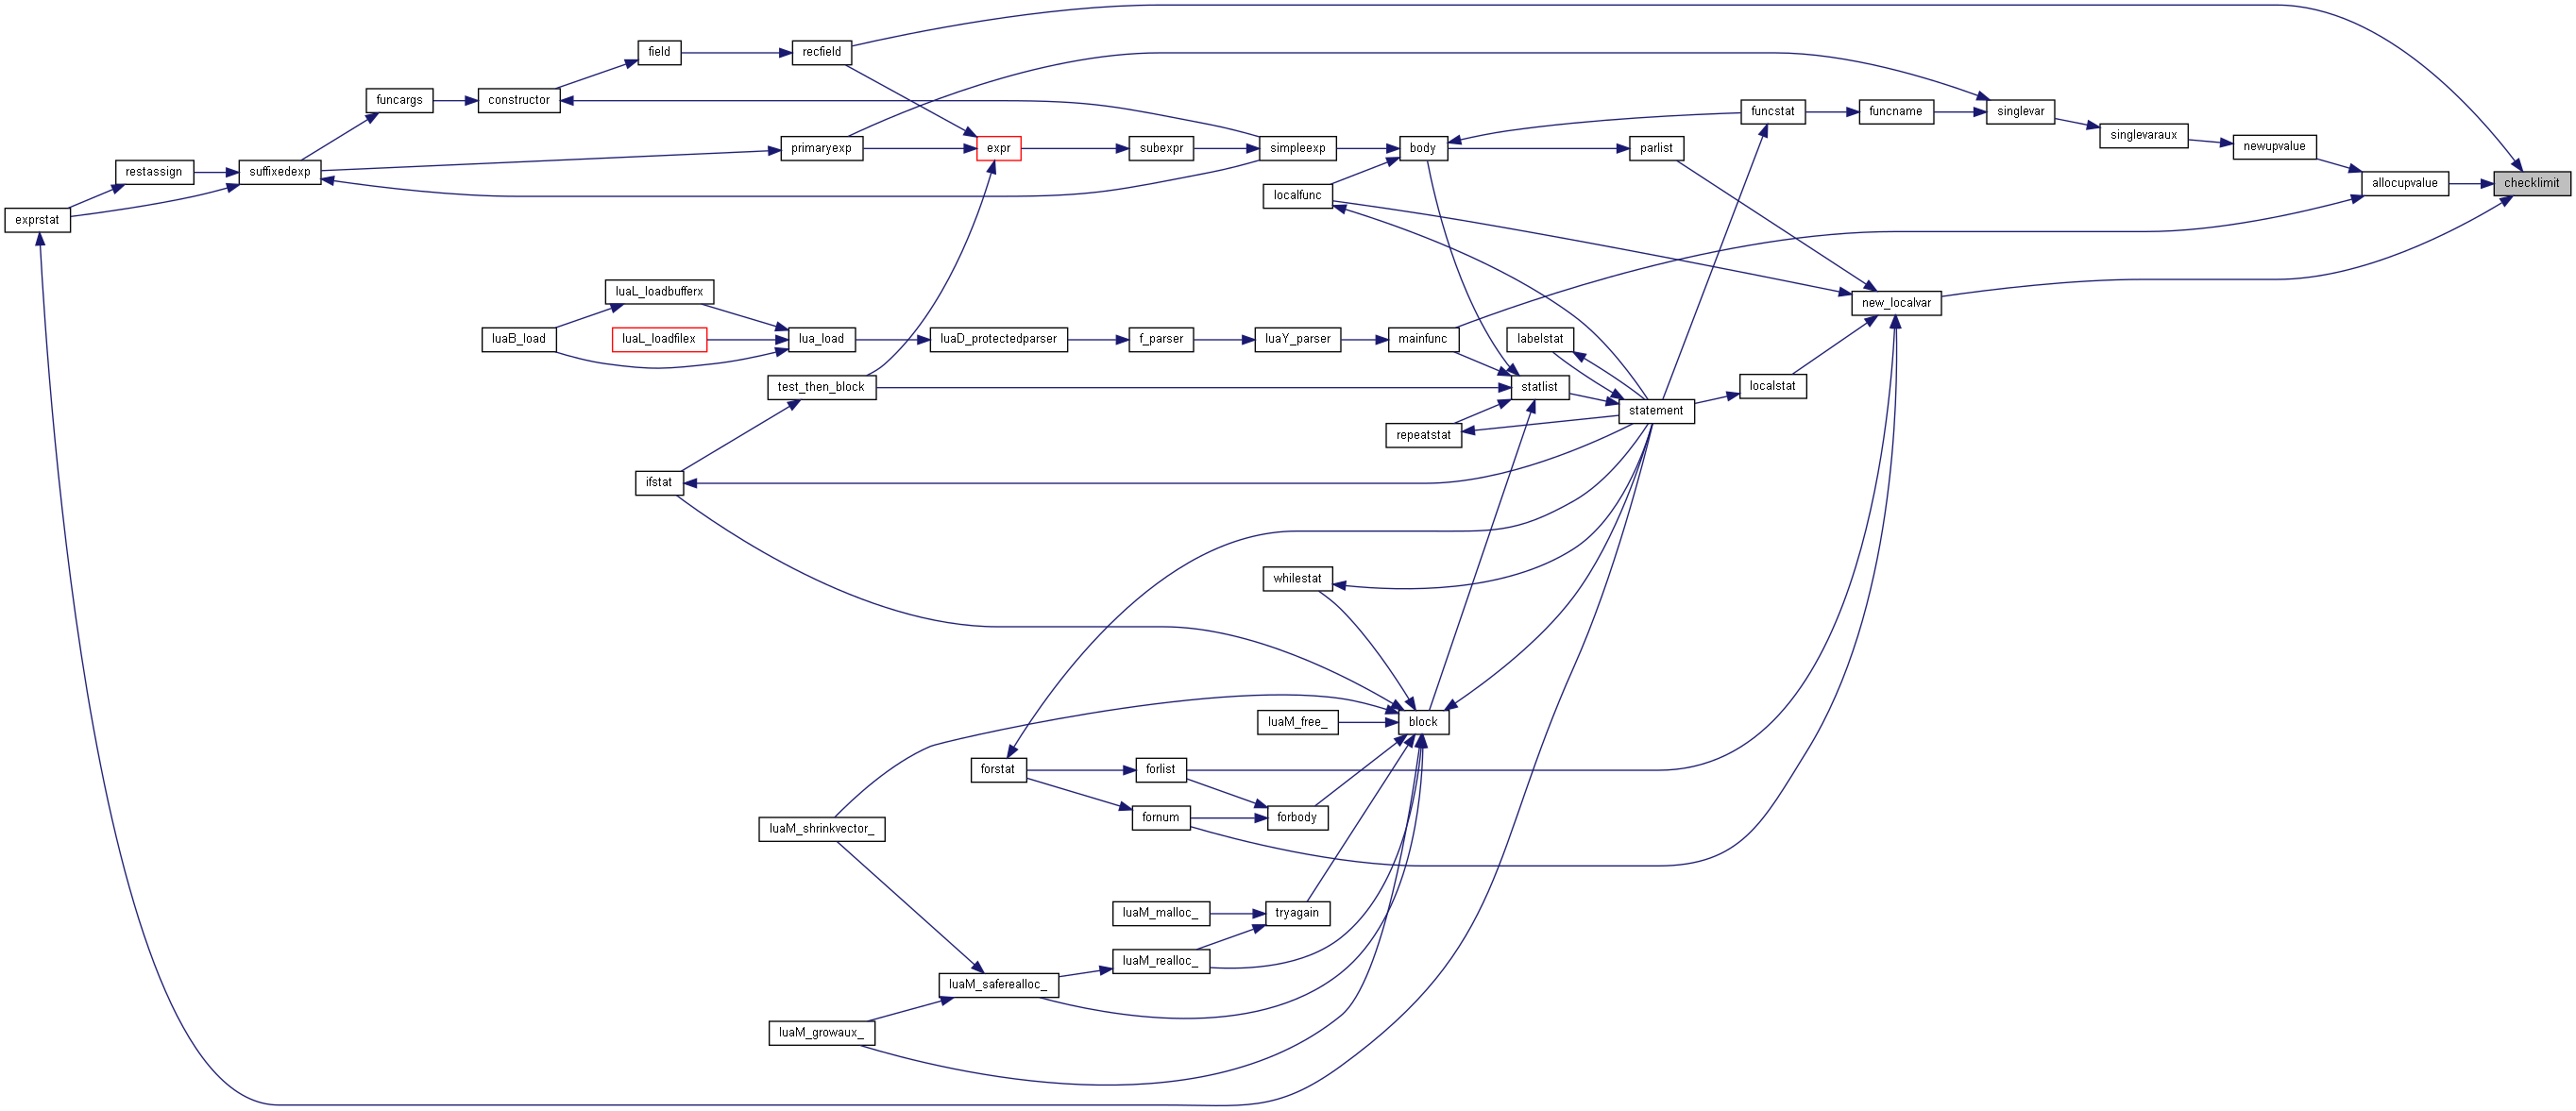 field
recfield
funcargs
constructor
funcstat
funcname
singlevar
singlevaraux
newupvalue
restassign
suffixedexp
primaryexp
expr
subexpr
simpleexp
body
parlist
allocupvalue
checklimit
exprstat
localfunc
luaL_loadbufferx
new_localvar
luaB_load
luaL_loadfilex
lua_load
luaD_protectedparser
f_parser
luaY_parser
mainfunc
labelstat
test_then_block
statlist
localstat
statement
repeatstat
ifstat
whilestat
luaM_free_
block
forstat
forlist
luaM_shrinkvector_
fornum
forbody
luaM_malloc_
tryagain
luaM_realloc_
luaM_saferealloc_
luaM_growaux_